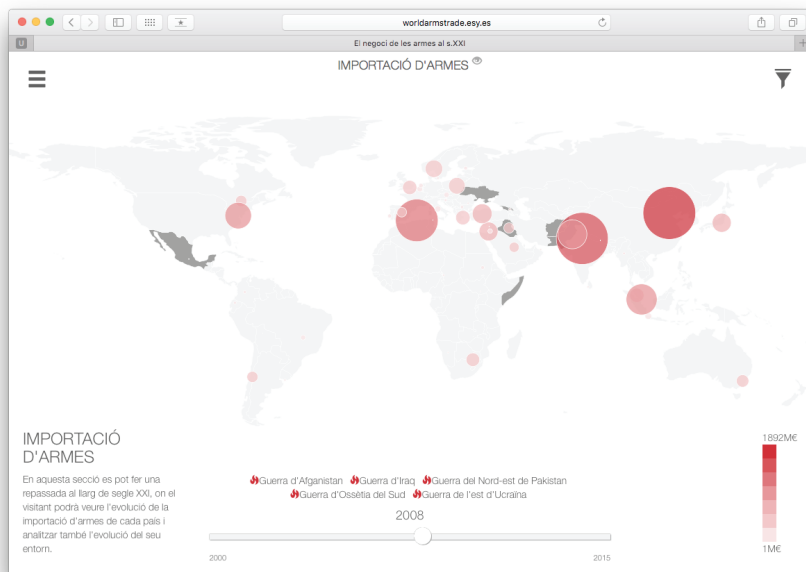 worldarmstrade.esy.es
U
El negoci de les armes al s.XXI
IMPORTACIÓ D'ARMES
IMPORTACIÓ
D'ARMES
En aquesta secció es pot fer una
repassada al llarg de segle XXI, on el
visitant podrà veure l'evolució de la
importació d'armes de cada país i
analitzar també l'evolució del seu
entorn.
Guerra d'Afganistan Guerra d'Iraq Guerra del Nord-est de Pakistan
Guerra d'Ossètia del Sud Guerra de l'est d'Ucraïna
2008
2000
2015
1892M€
1M€